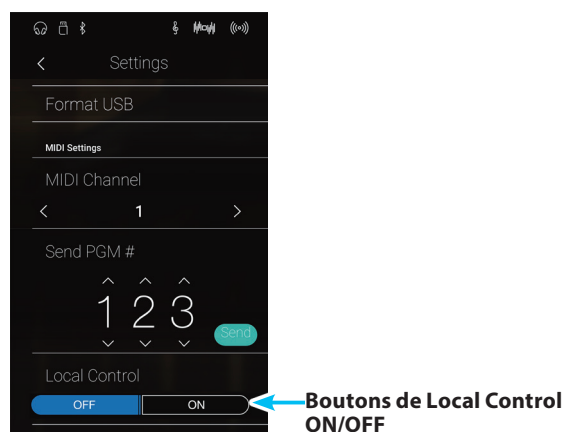 Settings
Format USB
MIDI Settings
MIDI Channel
1
Send PGM #
1 2 3
Send
Local Control
OFF ON
Boutons de Local Control
ON/OFF